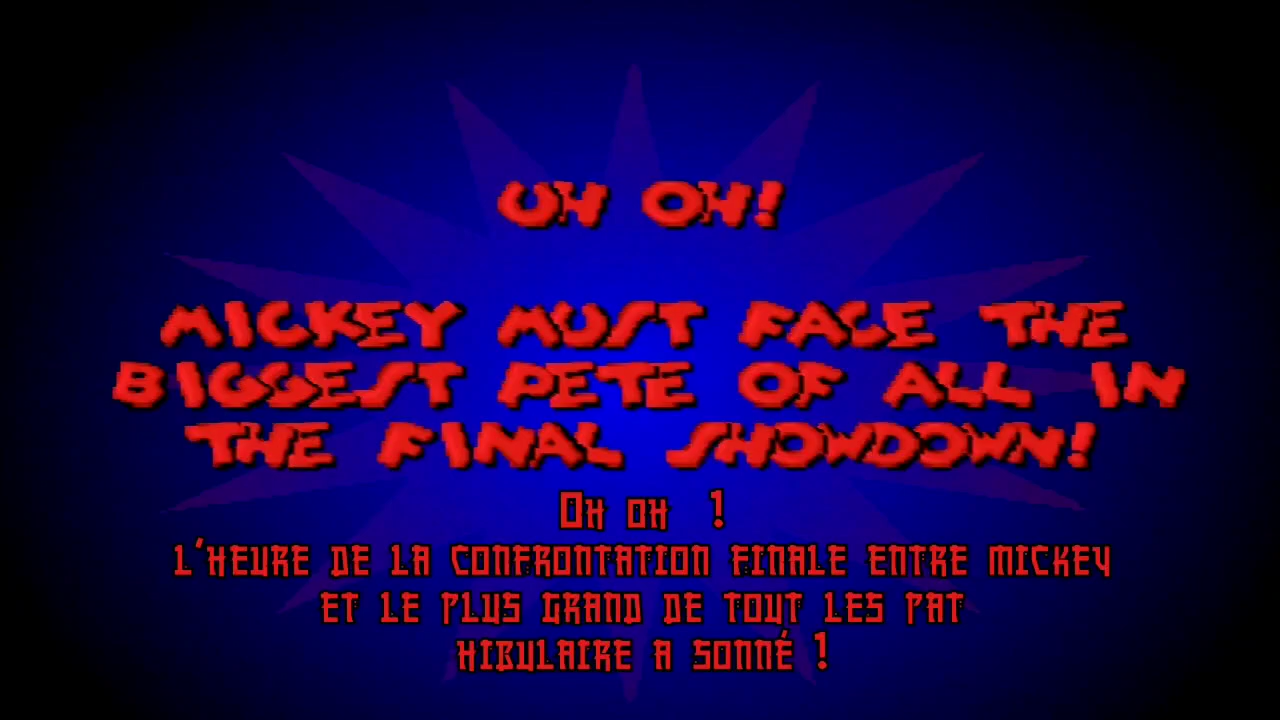 UH OH!
MICKEY MUST FACE THE
BIGGEST PETE OF ALL IN
THE FINAL SHOWDOWN!
Oh oh !
L'HEURE DE LA CONFRONTATION FINALE ENTRE MICKEY
ET LE PLUS GRAND DE TOUT LES PAT
HIBULAIRE A SONNÉ !